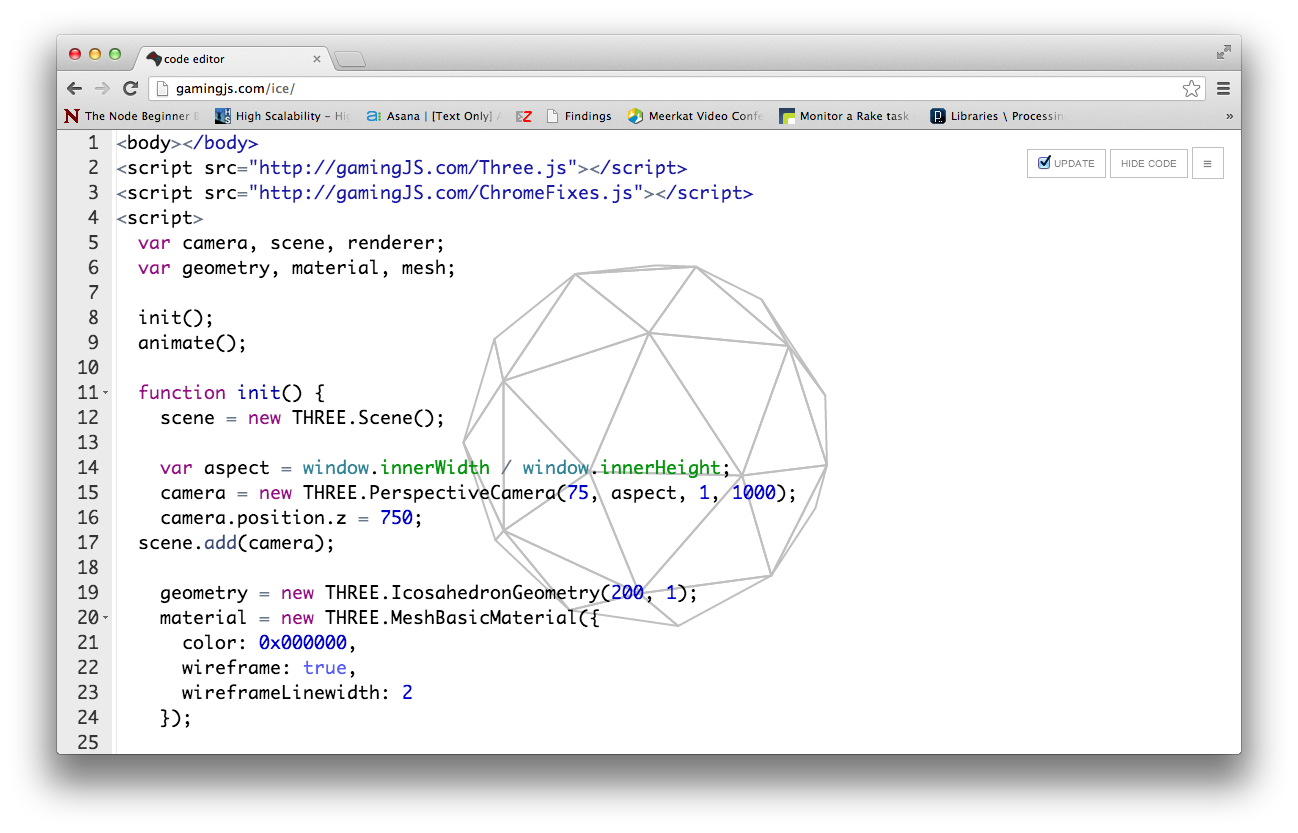 code editor
gamingjs.com/ice/
The Node Beginner
High Scalability –
Asana | [Text Only]
EZ
Findings
Meerkat Video
Monitor a Rake task
Libraries \
»
1 <body></body>
UPDATE
HIDE CODE
≡
2 <script src="http://gamingJS.com/Three.js"></script>
3 <script src="http://gamingJS.com/ChromeFixes.js"></script>
4 <script>
5 var camera, scene, renderer;
6 var geometry, material, mesh;
7
8 init();
9 animate();
10
11 function init() {
12 scene = new THREE.Scene();
13
14 var aspect = window.innerWidth / window.innerHeight;
15 camera = new THREE.PerspectiveCamera(75, aspect, 1, 1000);
16 camera.position.z = 750;
17 scene.add(camera);
18
19 geometry = new THREE.IcosahedronGeometry(200, 1);
20 material = new THREE.MeshBasicMaterial({
21 color: 0x000000,
22 wireframe: true,
23 wireframeLinewidth: 2
24 });
25